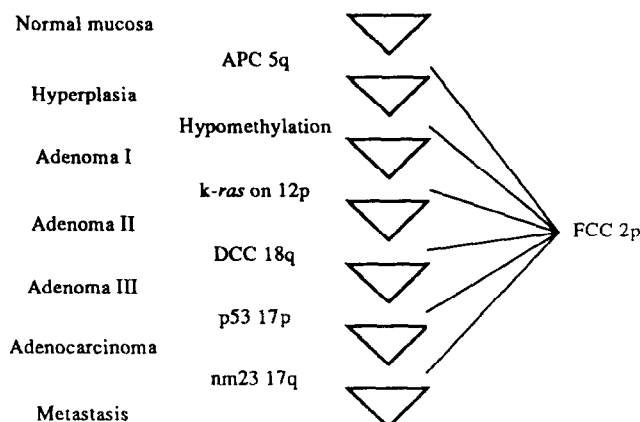 Normal mucosa
APC 5q
Hyperplasia
Hypomethylation
Adenoma I
k-ras on 12p
Adenoma II
FCC 2p
DCC 18q
Adenoma III
p53 17p
Adenocarcinoma
nm23 17q
Metastasis